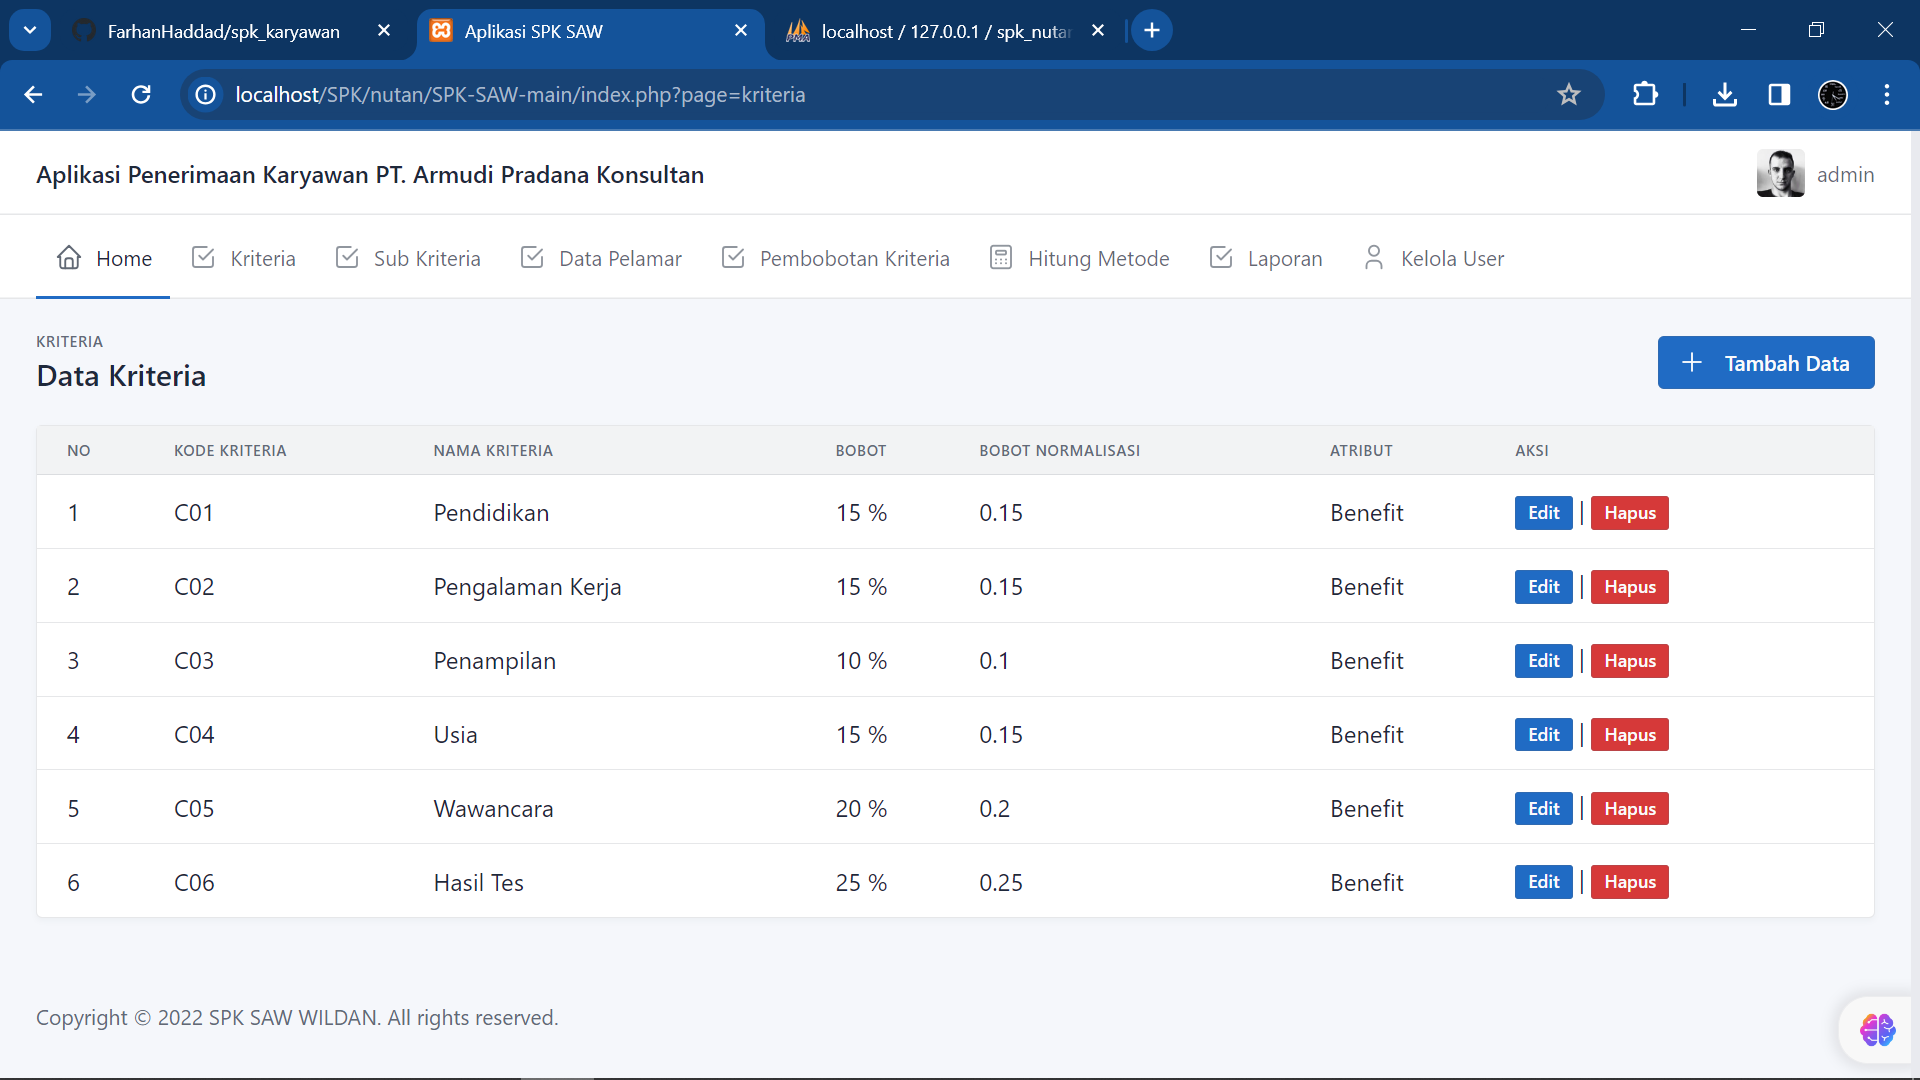 FarhanHaddad/spk_karyawan
Aplikasi SPK SAW
localhost / 127.0.0.1 / spk_nutan
localhost/SPK/nutan/SPK-SAW-main/index.php?page=kriteria
Aplikasi Penerimaan Karyawan PT. Armudi Pradana Konsultan
admin
Home Kriteria Sub Kriteria Data Pelamar Pembobotan Kriteria Hitung Metode Laporan Kelola User
KRITERIA
Data Kriteria
Tambah Data
NO KODE KRITERIA NAMA KRITERIA BOBOT BOBOT NORMALISASI ATRIBUT AKSI
1 C01 Pendidikan 15 % 0.15 Benefit Edit | Hapus
2 C02 Pengalaman Kerja 15 % 0.15 Benefit Edit | Hapus
3 C03 Penampilan 10 % 0.1 Benefit Edit | Hapus
4 C04 Usia 15 % 0.15 Benefit Edit | Hapus
5 C05 Wawancara 20 % 0.2 Benefit Edit | Hapus
6 C06 Hasil Tes 25 % 0.25 Benefit Edit | Hapus
Copyright © 2022 SPK SAW WILDAN. All rights reserved.